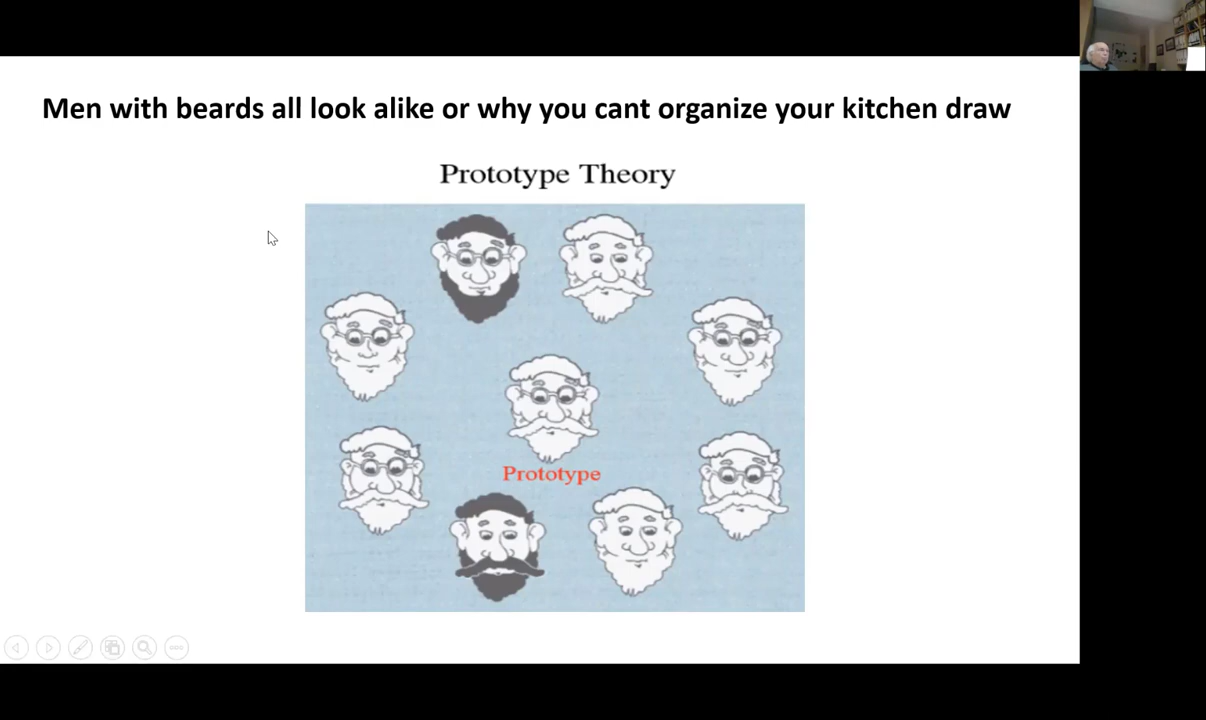 Men with beards all look alike or why you cant organize your kitchen draw
Prototype Theory
Prototype